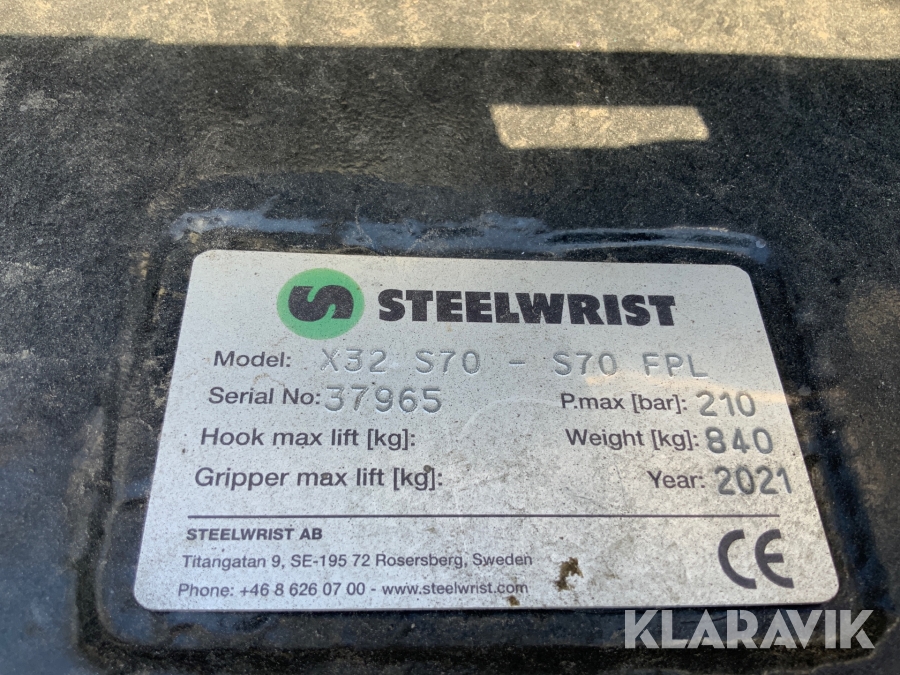 STEELWRIST
Model: X32 S70 - S70 FPL
Serial No: 37965 P.max [bar]: 210
Hook max lift [kg]: Weight [kg]: 840
Gripper max lift [kg]: Year: 2021
STEELWRIST AB
Titangatan 9, SE-195 72 Rosersberg, Sweden
Phone: +46 8 626 07 00 - www.steelwrist.com
CE
KLARAVIK